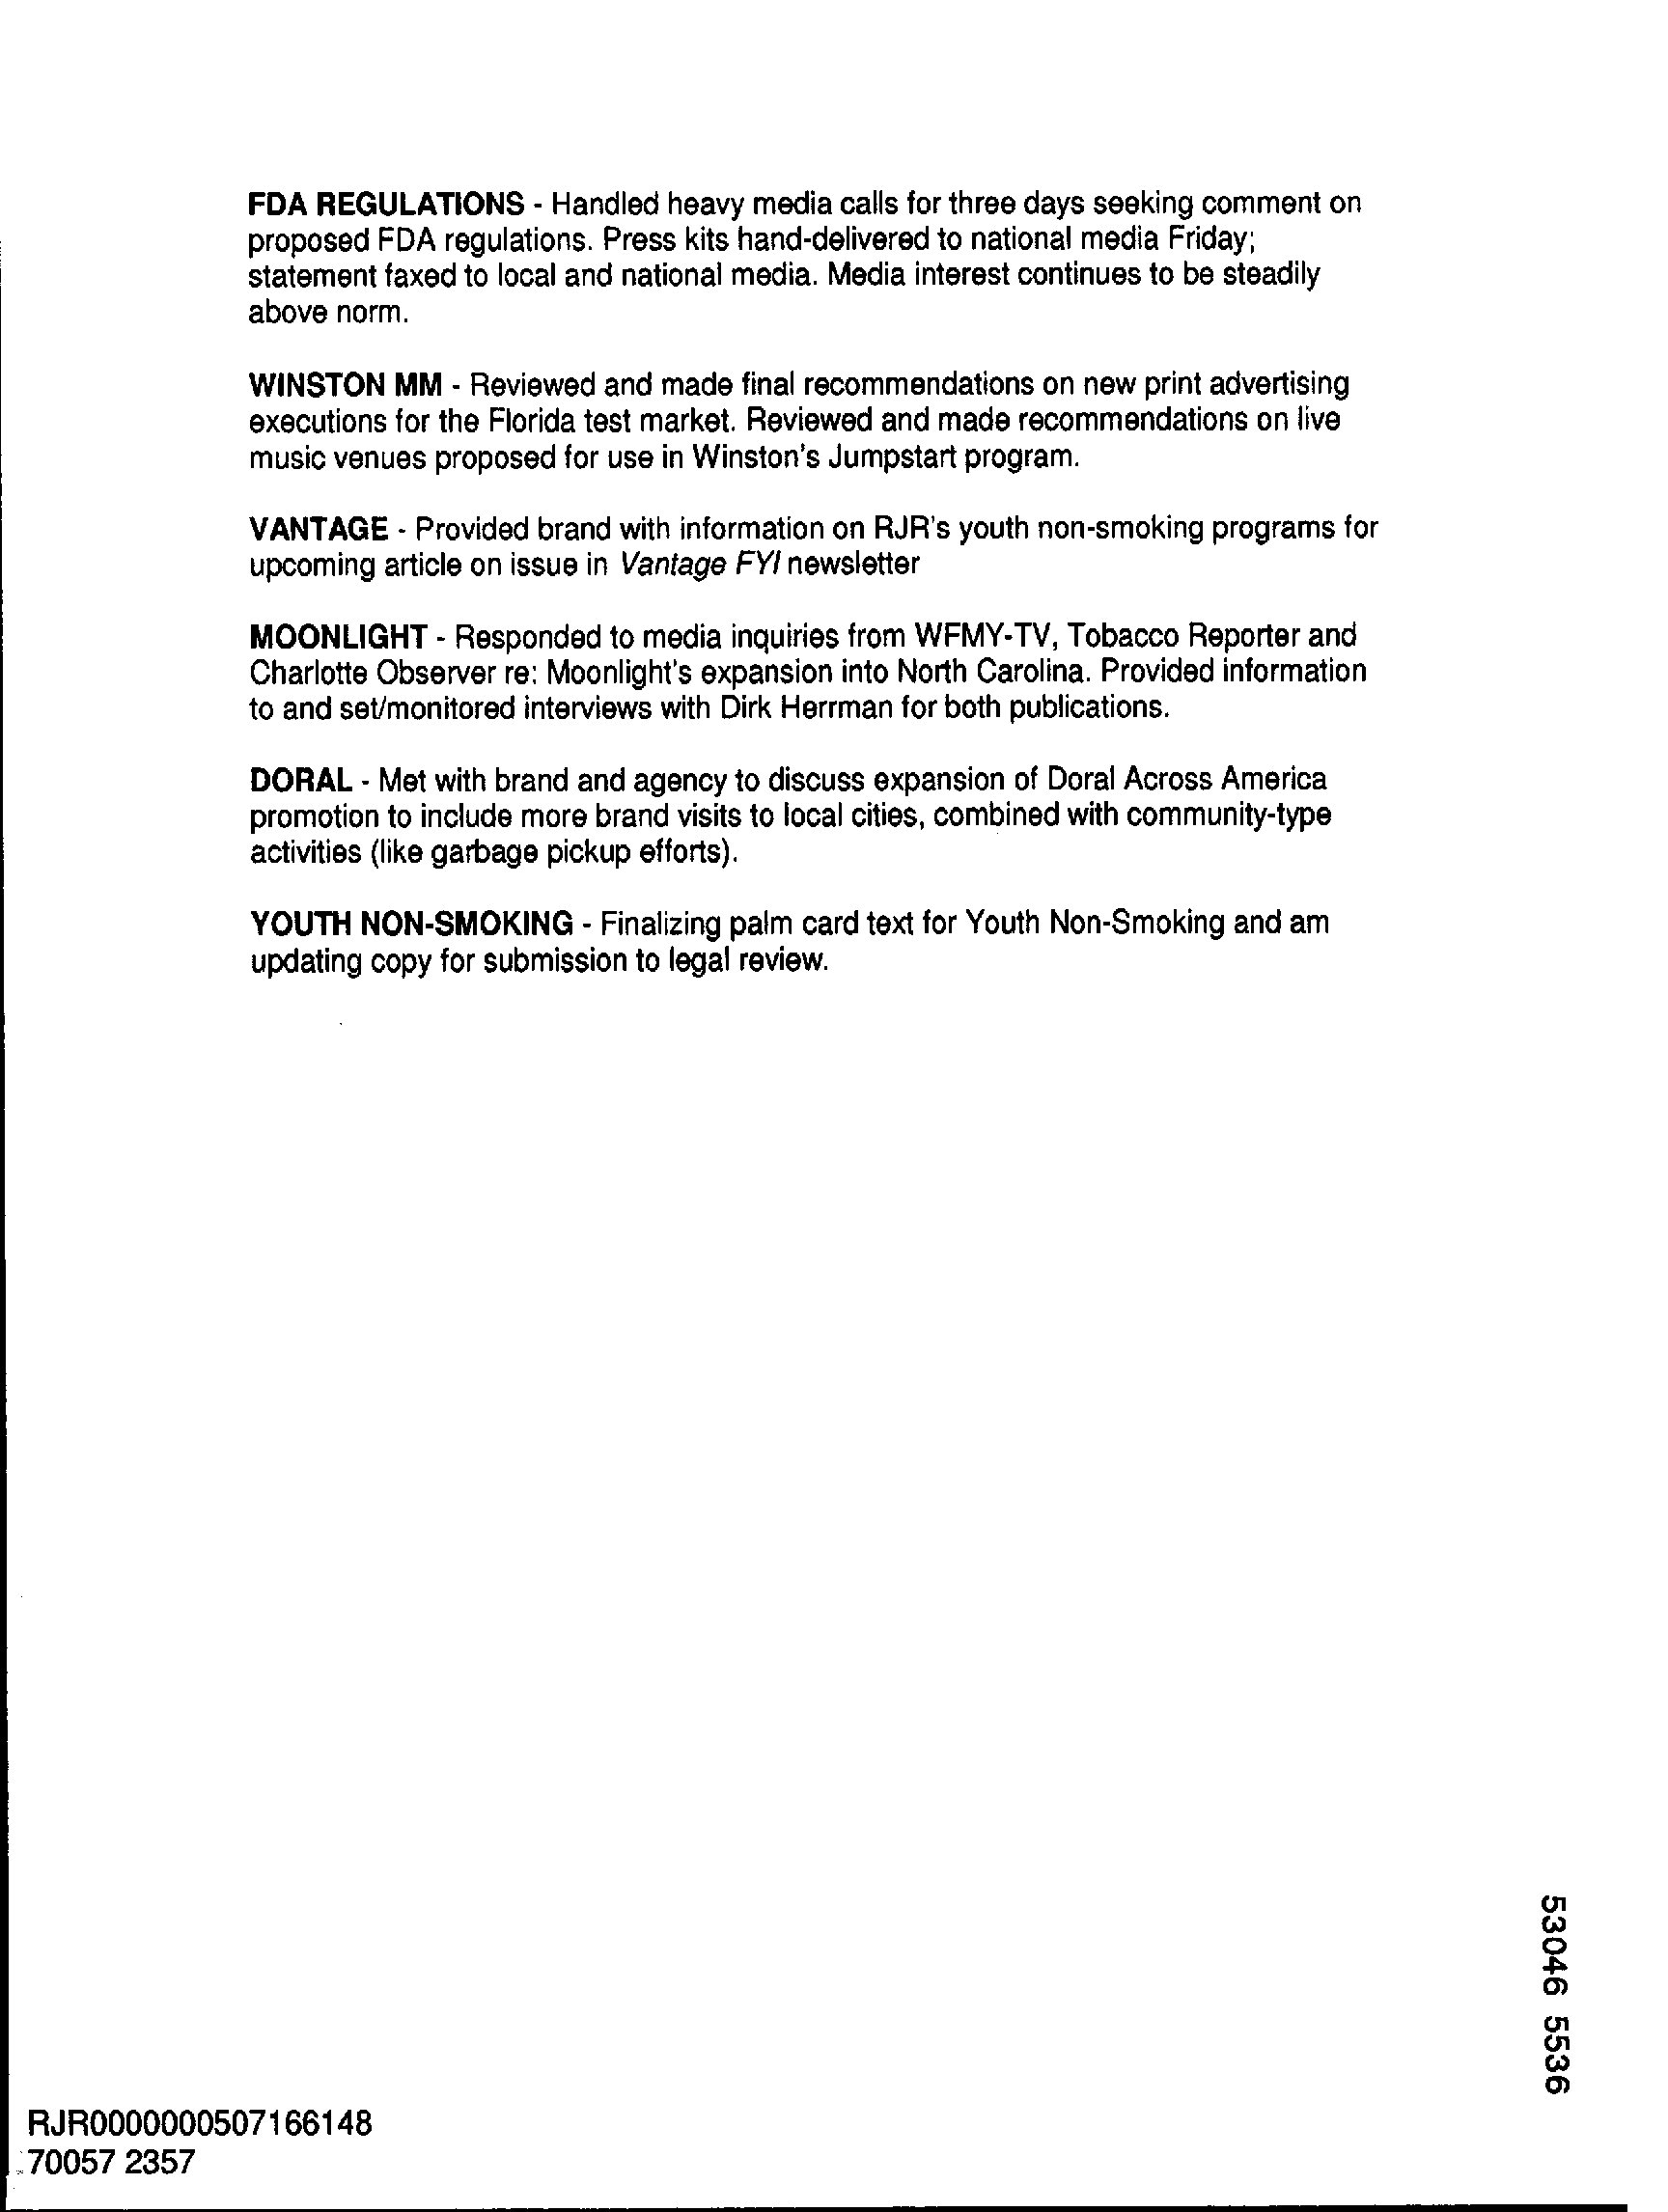 FDA REGULATIONS - Handled heavy media calls for three days seeking comment on
proposed FDA regulations. Press kits hand-delivered to national media Friday;
statement faxed to local and national media. Media interest continues to be steadily
above norm.
WINSTON MM - Reviewed and made final recommendations on new print advertising
executions for the Florida test market. Reviewed and made recommendations on live
music venues proposed for use in Winston's Jumpstart program.
VANTAGE - Provided brand with information on RJR's youth non-smoking programs for
upcoming article on issue in Vantage FYI newsletter
MOONLIGHT - Responded to media inquiries from WFMY-TV, Tobacco Reporter and
Charlotte Observer re: Moonlight's expansion into North Carolina. Provided information
to and set/monitored interviews with Dirk Herrman for both publications.
DORAL - Met with brand and agency to discuss expansion of Doral Across America
promotion to include more brand visits to local cities, combined with community-type
activities (like garbage pickup efforts).
YOUTH NON-SMOKING - Finalizing palm card text for Youth Non-Smoking and am
updating copy for submission to legal review.
53046 5536
RJR0000000507166148
70057 2357